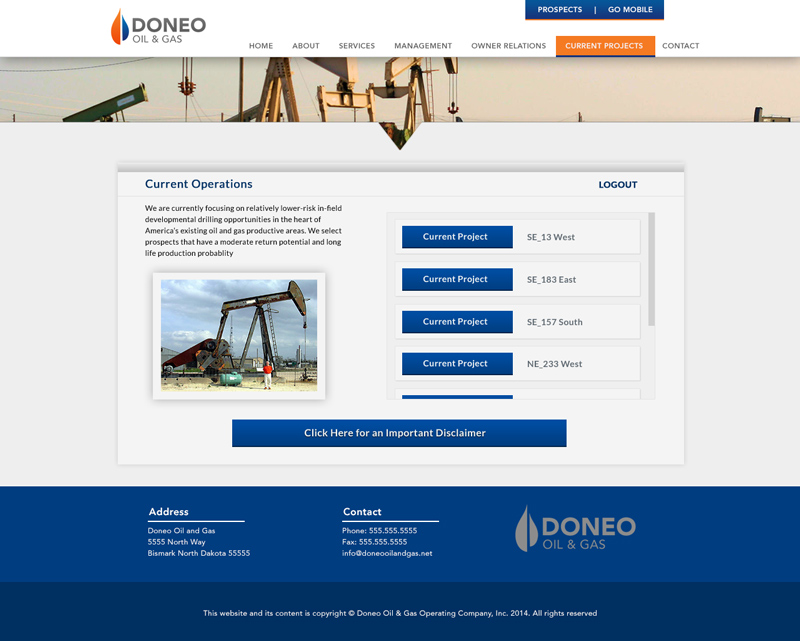 PROSPECTS | GO MOBILE
DONEO
OIL & GAS
HOME ABOUT SERVICES MANAGEMENT OWNER RELATIONS CURRENT PROJECTS CONTACT
Current Operations
LOGOUT
We are currently focusing on relatively lower-risk in-field
developmental drilling opportunities in the heart of
America's existing oil and gas productive areas. We select
prospects that have a moderate return potential and long
life production probablity
Current Project SE_13 West
Current Project SE_183 East
Current Project SE_157 South
Current Project NE_233 West
Click Here for an Important Disclaimer
Address
Doneo Oil and Gas
5555 North Way
Bismark North Dakota 55555
Contact
Phone: 555.555.5555
Fax: 555.555.5555
info@doneooilandgas.net
DONEO
OIL & GAS
This website and its content is copyright © Doneo Oil & Gas Operating Company, Inc. 2014. All rights reserved